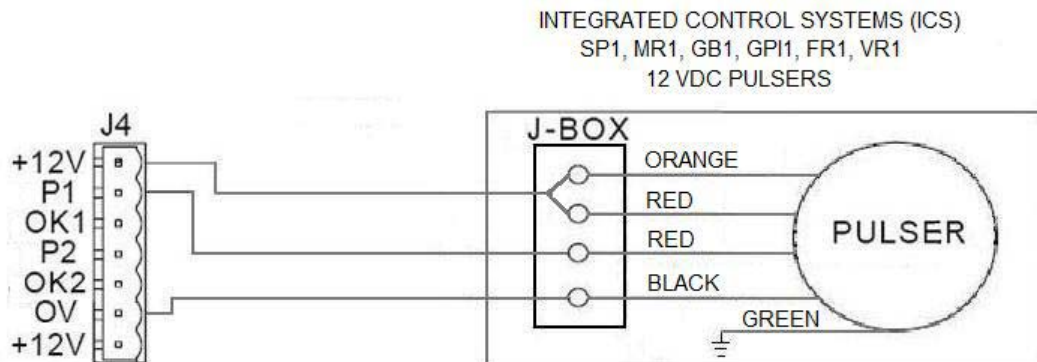 INTEGRATED CONTROL SYSTEMS (ICS)
SP1, MR1, GB1, GPI1, FR1, VR1
12 VDC PULSERS
J4
J-BOX
+12V
P1
OK1
P2
OK2
OV
+12V
ORANGE
RED
RED
BLACK
GREEN
PULSER